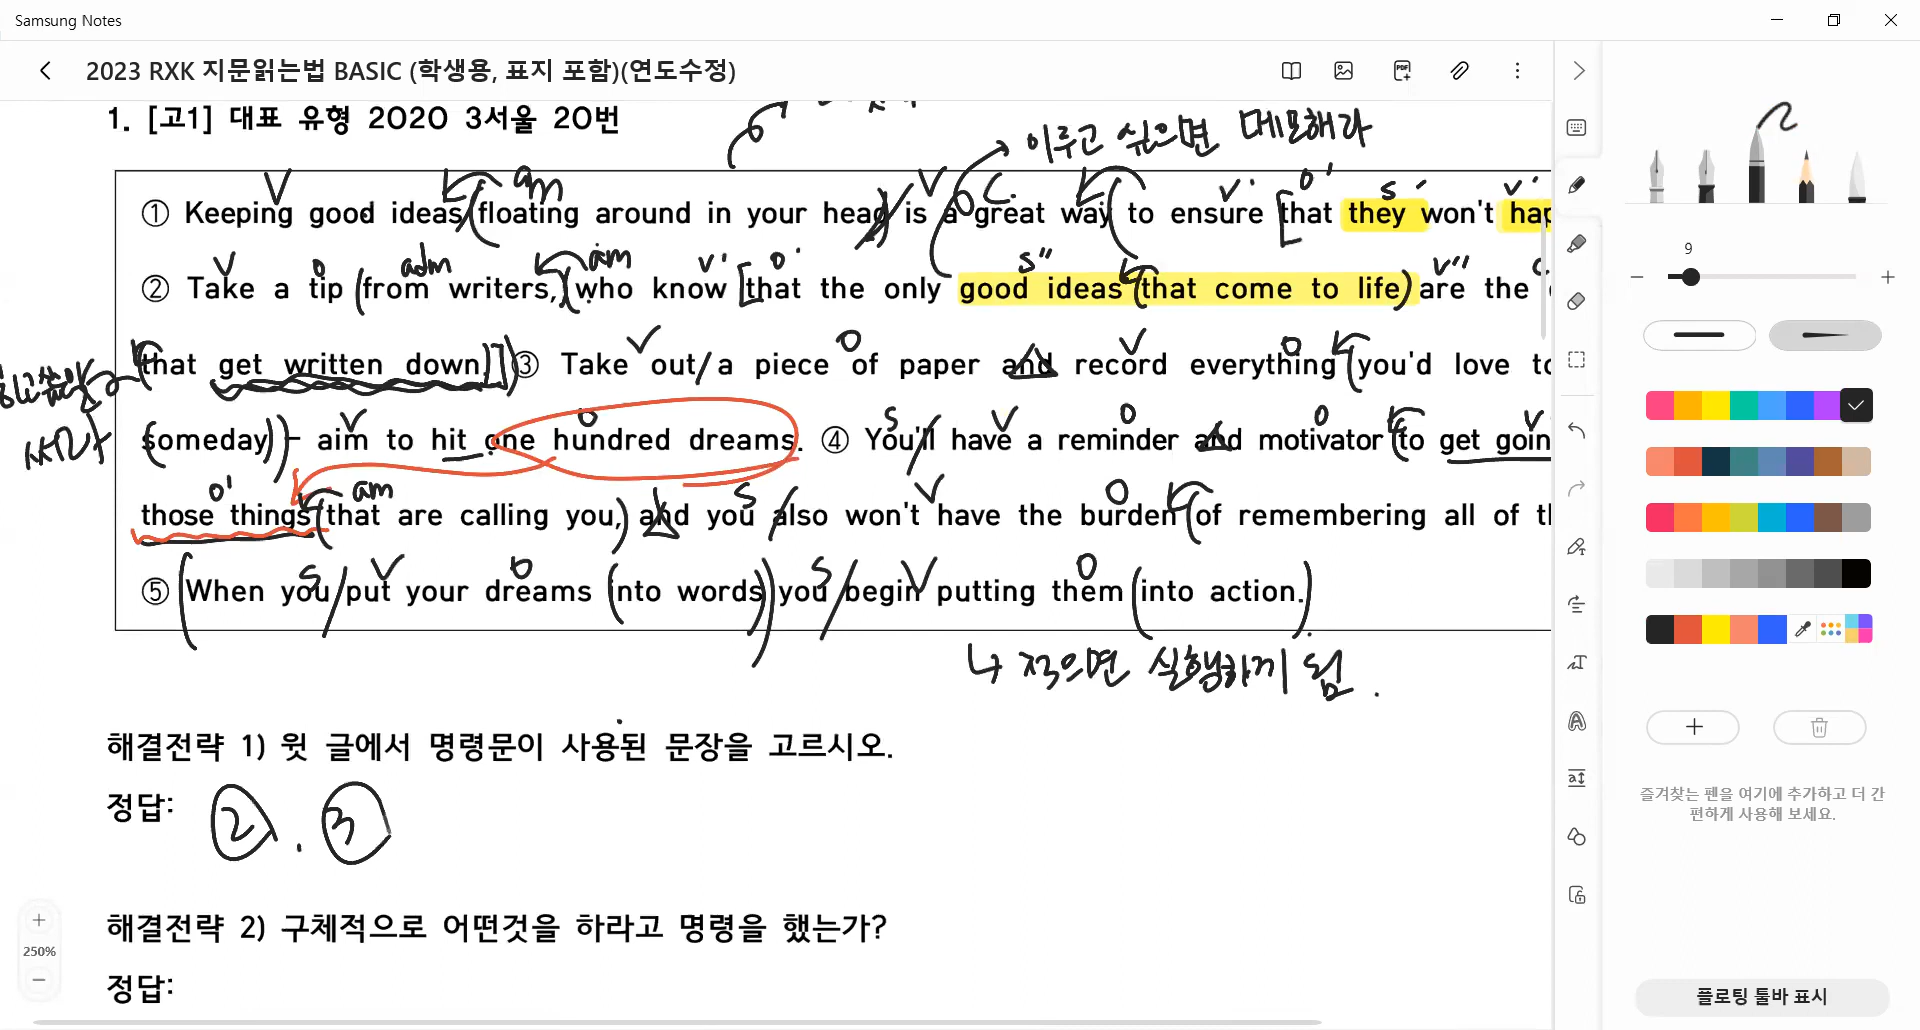 Samsung Notes
2023 RXK 지문읽는법 BASIC (학생용, 표지 포함)(연도수정)
1. [고1] 대표 유형 2020 3서울 20번
이루고 싶으면 메모해라
V am V C. v' o' s' v'
① Keeping good ideas floating around in your head is a great way to ensure that they won't hap
V o adm am v' o' s" v"
② Take a tip from writers, who know that the only good ideas that come to life are the
V o V o
that get written down. ③ Take out a piece of paper and record everything you'd love to
써라
V o s V o o V
someday - aim to hit one hundred dreams. ④ You'll have a reminder and motivator to get goin
o' am s V o
those things that are calling you, and you also won't have the burden of remembering all of t
s V o s V o
⑤ When you put your dreams into words you begin putting them into action.
↳ 적으면 실행하게 됨.
해결전략 1) 윗 글에서 명령문이 사용된 문장을 고르시오.
정답: ②. ③
해결전략 2) 구체적으로 어떤것을 하라고 명령을 했는가?
정답:
250%
9
즐겨찾는 펜을 여기에 추가하고 더 간
편하게 사용해 보세요.
플로팅 툴바 표시